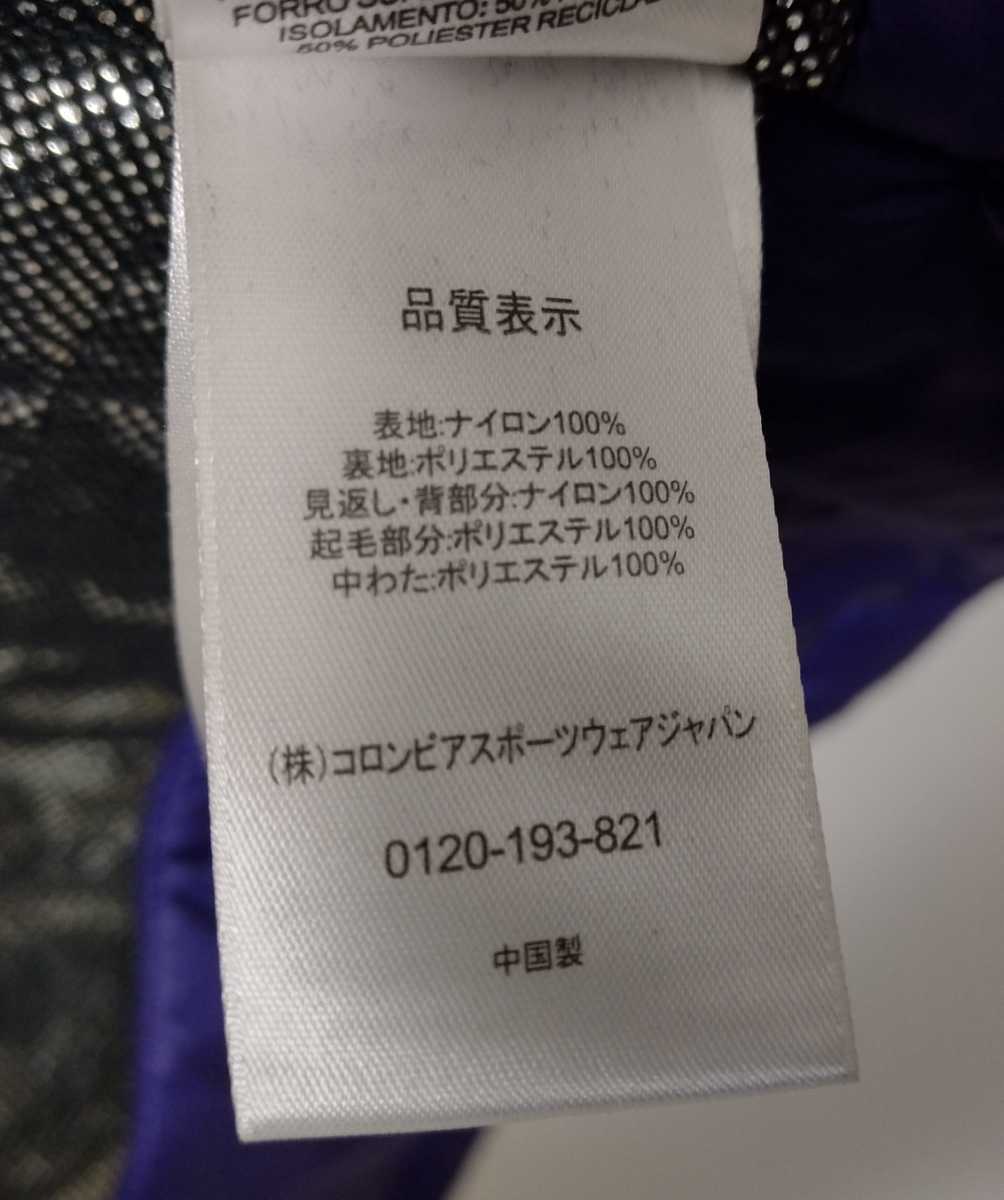 FORRO
ISOLAMENTO: 50%
50% POLIESTER
品質表示
表地:ナイロン100%
裏地:ポリエステル100%
見返し・背部分:ナイロン100%
起毛部分:ポリエステル100%
中わた:ポリエステル100%
(株)コロンビアスポーツウェアジャパン
0120-193-821
中国製